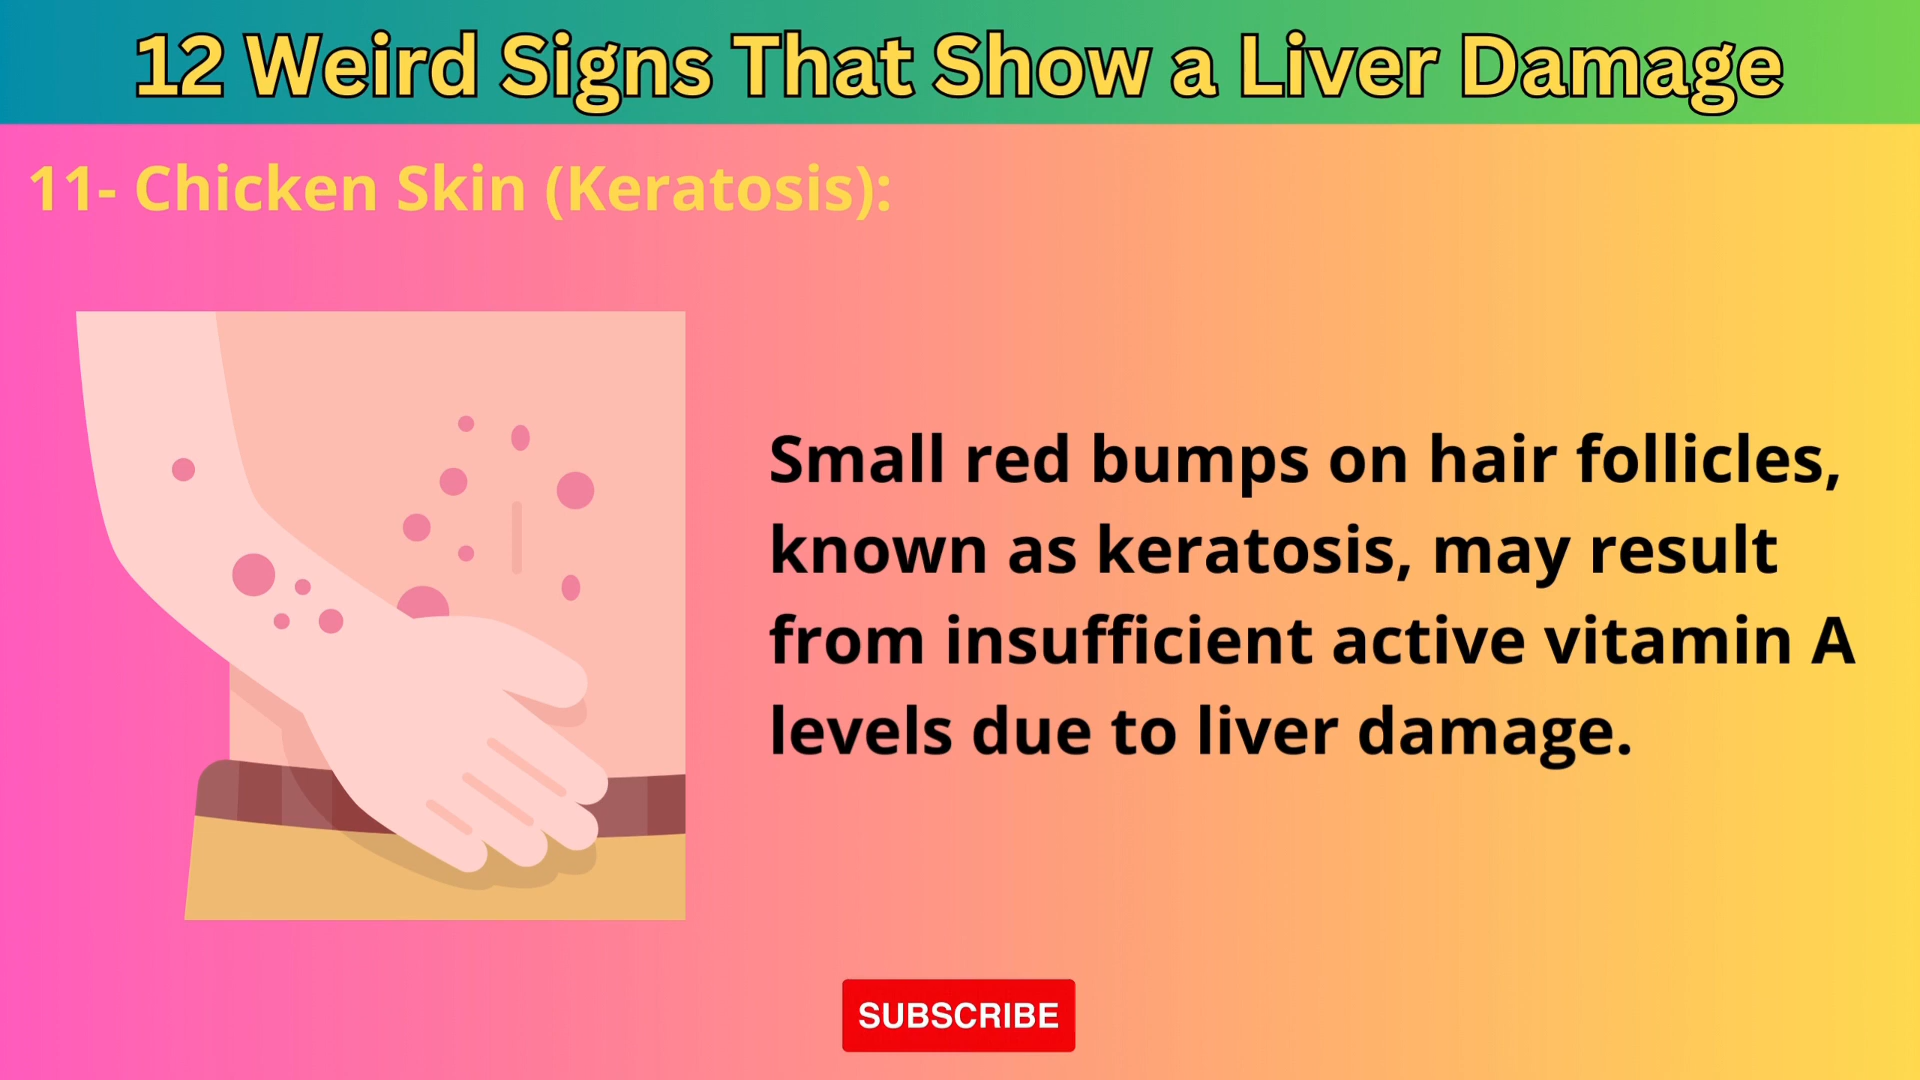 12 Weird Signs That Show a Liver Damage
11- Chicken Skin (Keratosis):
Small red bumps on hair follicles,
known as keratosis, may result
from insufficient active vitamin A
levels due to liver damage.
SUBSCRIBE